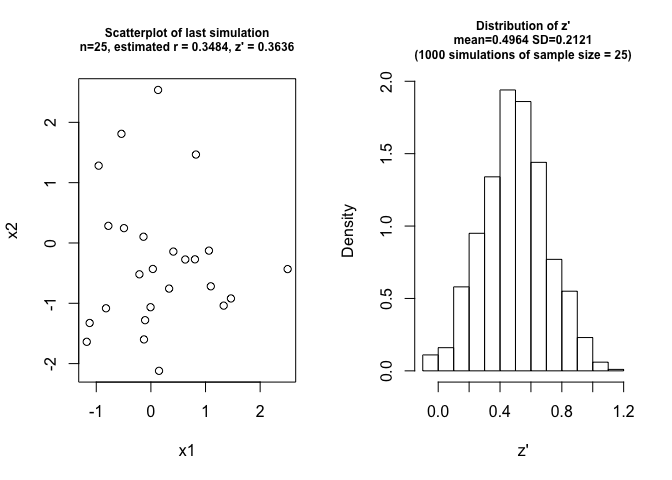 Scatterplot of last simulation
n=25, estimated r = 0.3484, z' = 0.3636
x2
2
1
0
-1
-2
-1 0 1 2
x1
Distribution of z'
mean=0.4964 SD=0.2121
(1000 simulations of sample size = 25)
Density
2.0
1.5
1.0
0.5
0.0
0.0 0.4 0.8 1.2
z'